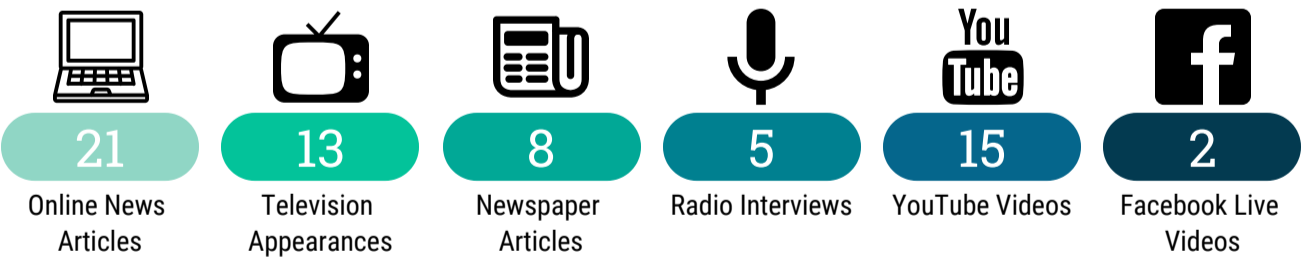 You
Tube
21
13
8
5
15
2
Online News
Articles
Television
Appearances
Newspaper
Articles
Radio Interviews
YouTube Videos
Facebook Live
Videos